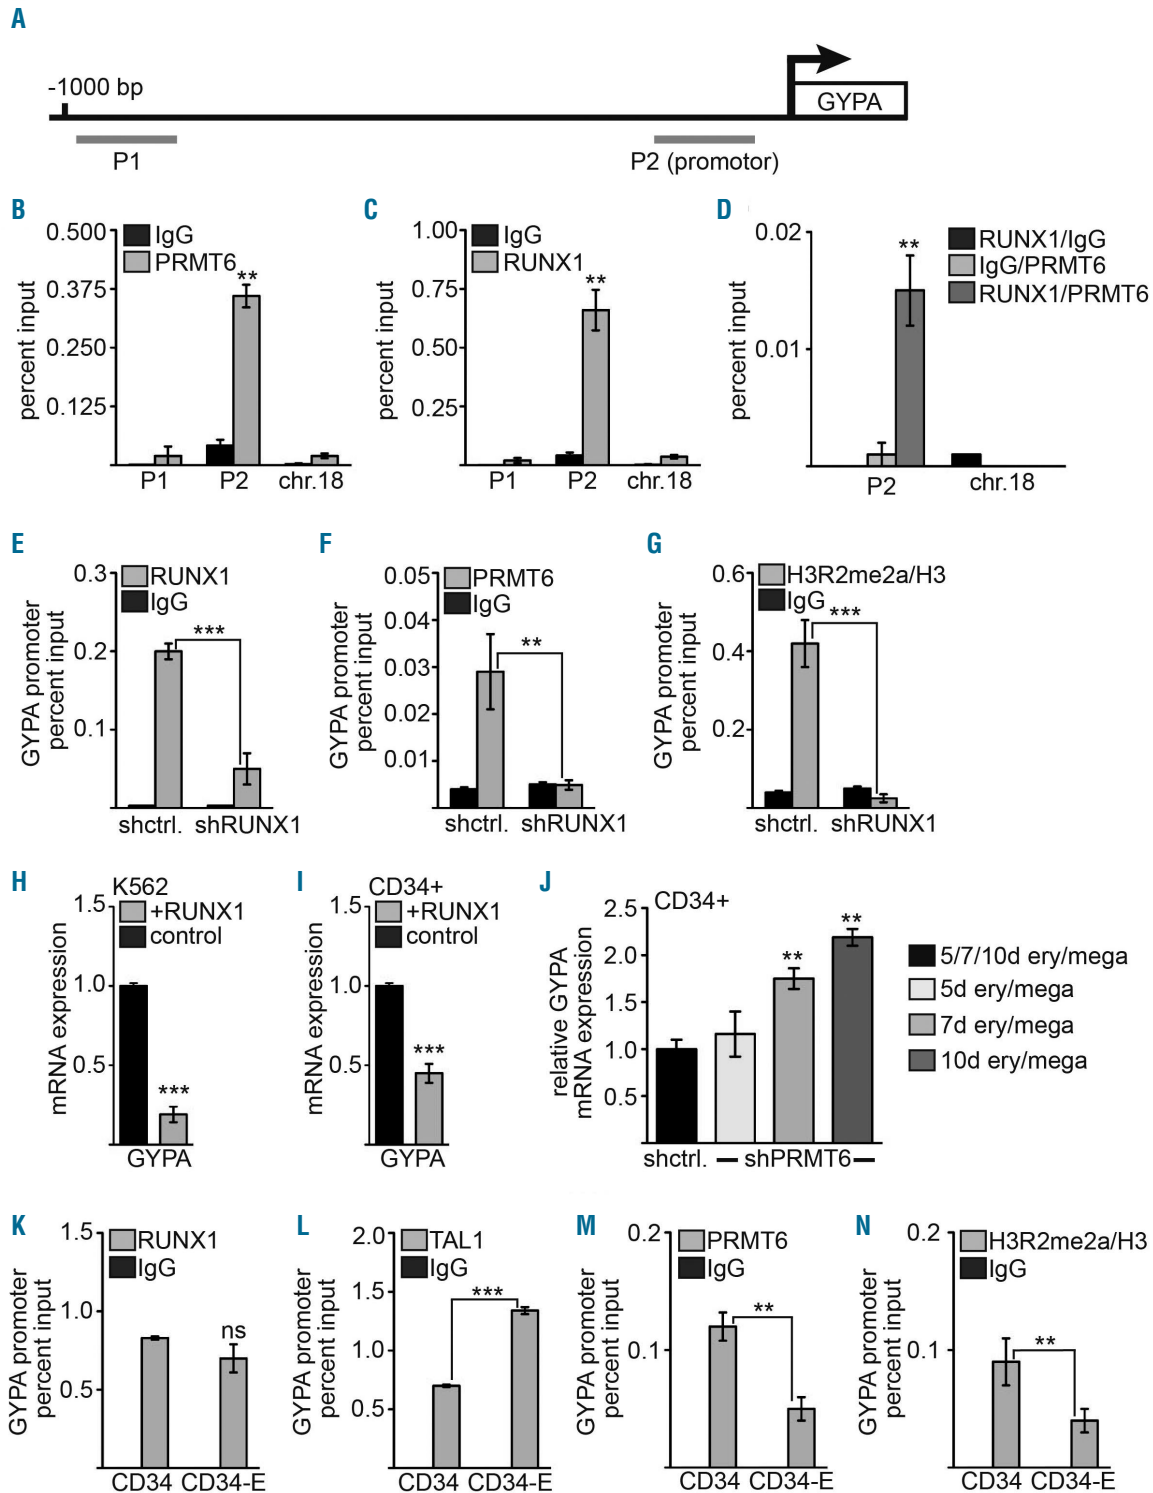 A
-1000 bp
GYPA
P1
P2 (promotor)
B
0.500
0.375
0.250
0.125
percent input
IgG
PRMT6
**
P1
P2
chr.18
C
1.00
0.75
0.50
0.25
percent input
IgG
RUNX1
**
P1
P2
chr.18
D
0.02
0.01
percent input
**
RUNX1/IgG
IgG/PRMT6
RUNX1/PRMT6
P2
chr.18
E
0.3
0.2
0.1
GYPA promoter
percent input
RUNX1
IgG
***
shctrl.
shRUNX1
F
0.05
0.04
0.03
0.02
0.01
GYPA promoter
percent input
PRMT6
IgG
**
shctrl.
shRUNX1
G
0.6
0.4
0.2
GYPA promoter
percent input
H3R2me2a/H3
IgG
***
shctrl.
shRUNX1
H
K562
1.5
1.0
0.5
mRNA expression
+RUNX1
control
***
GYPA
I
CD34+
1.5
1.0
0.5
mRNA expression
+RUNX1
control
***
GYPA
J
CD34+
2.5
2.0
1.5
1.0
0.5
relative GYPA
mRNA expression
**
**
shctrl.
shPRMT6
5/7/10d ery/mega
5d ery/mega
7d ery/mega
10d ery/mega
K
1.5
1.0
0.5
GYPA promoter
percent input
RUNX1
IgG
ns
CD34
CD34-E
L
2.0
1.5
1.0
0.5
GYPA promoter
percent input
TAL1
IgG
***
CD34
CD34-E
M
0.2
0.1
GYPA promoter
percent input
PRMT6
IgG
**
CD34
CD34-E
N
0.2
0.1
GYPA promoter
percent input
H3R2me2a/H3
IgG
**
CD34
CD34-E